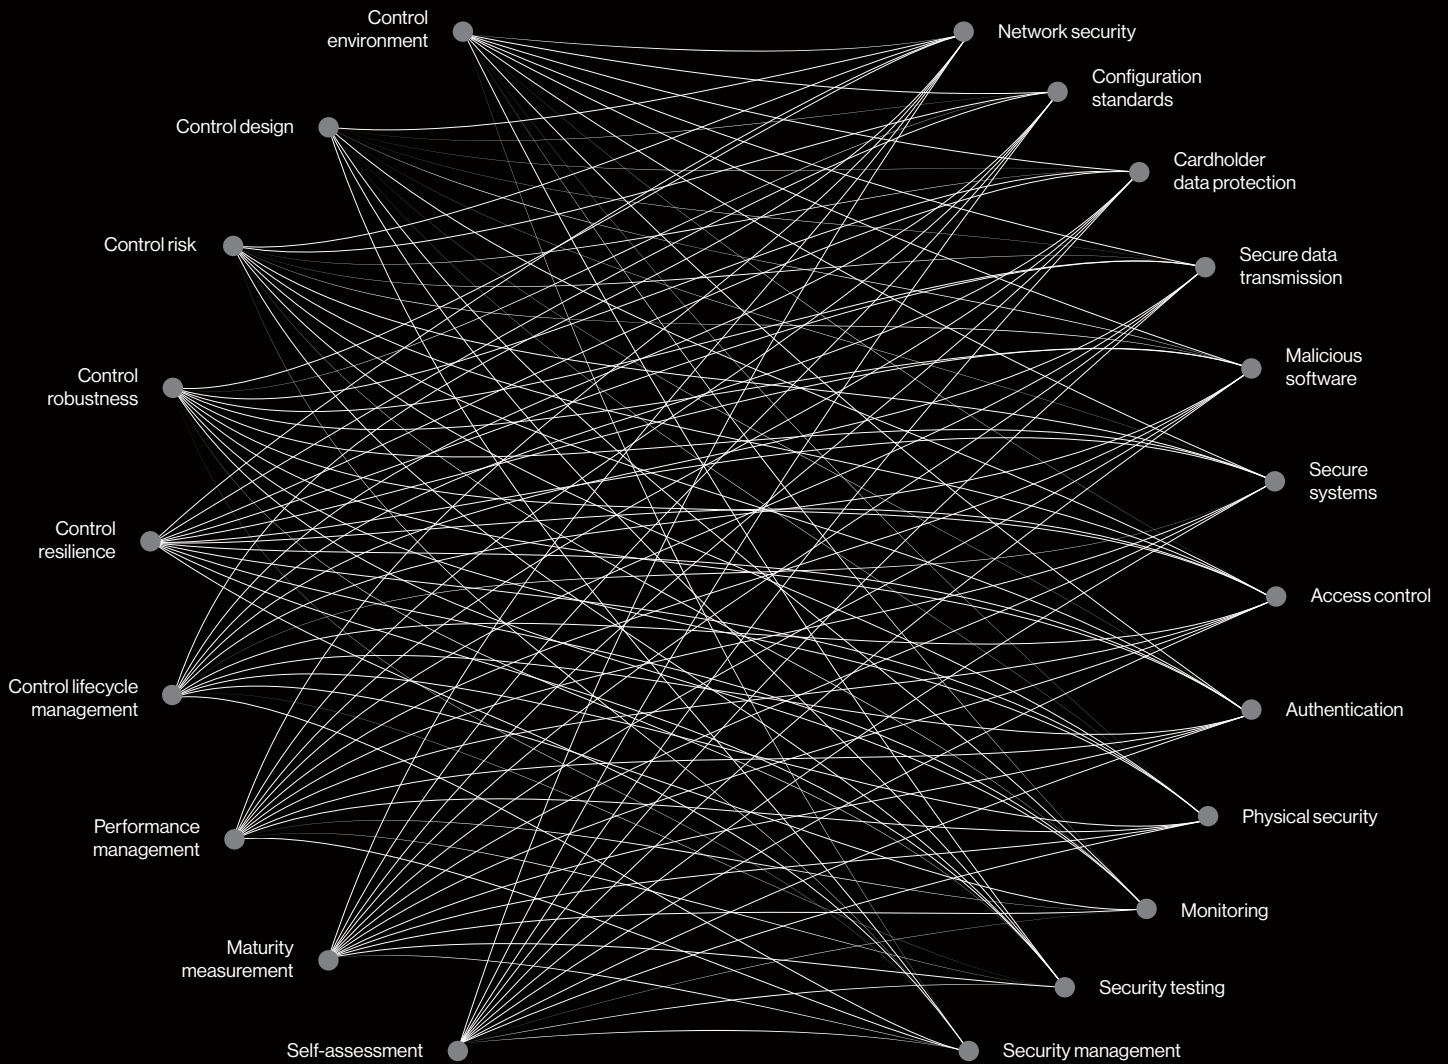 Control
environment
Control design
Control risk
Control
robustness
Control
resilience
Control lifecycle
management
Performance
management
Maturity
measurement
Self-assessment
Network security
Configuration
standards
Cardholder
data protection
Secure data
transmission
Malicious
software
Secure
systems
Access control
Authentication
Physical security
Monitoring
Security testing
Security management